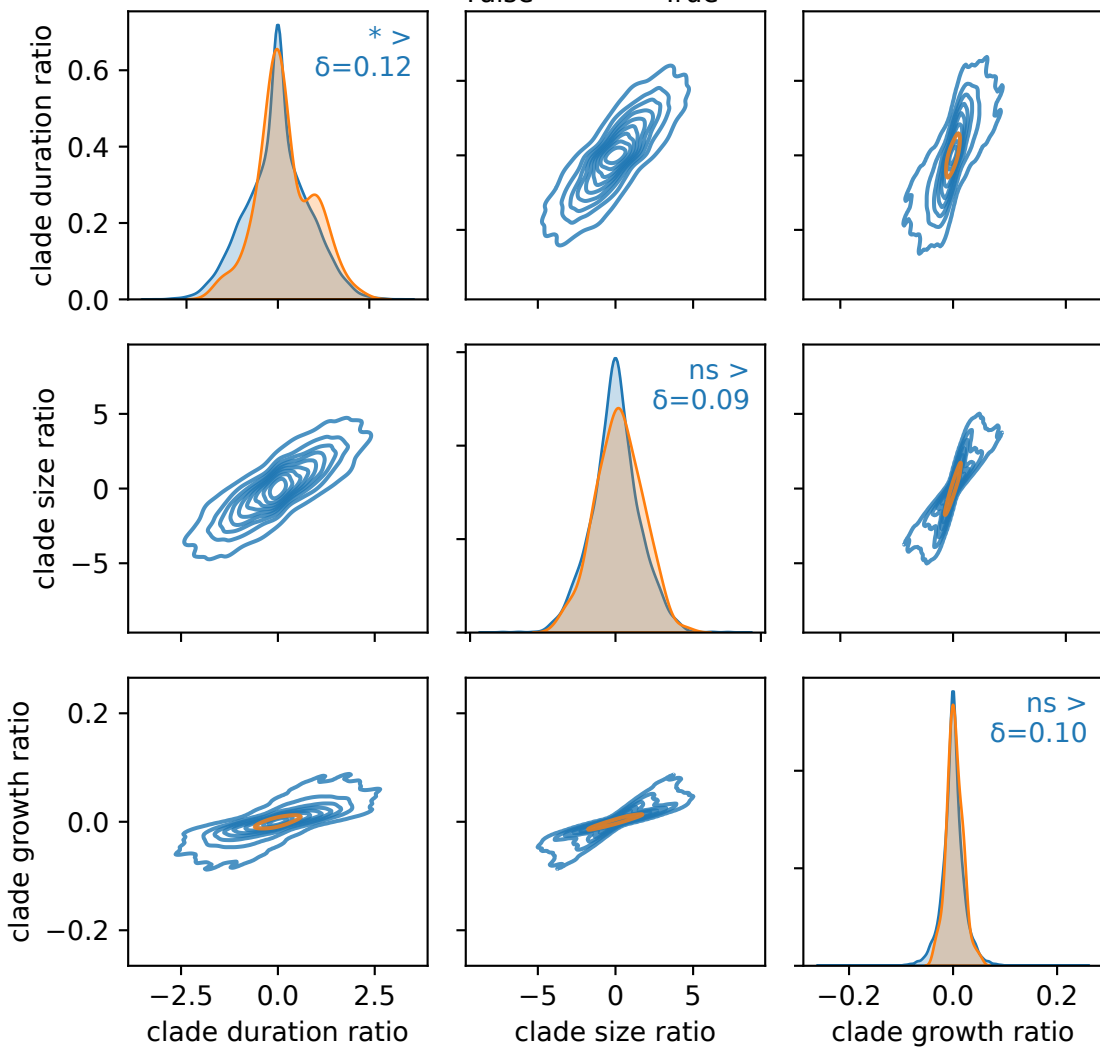 clade duration ratio
0.6
0.4
0.2
0.0
* >
δ=0.12
clade size ratio
5
0
−5
ns >
δ=0.09
clade growth ratio
0.2
0.0
−0.2
ns >
δ=0.10
−2.5 0.0 2.5
−5 0 5
−0.2 0.0 0.2
clade duration ratio
clade size ratio
clade growth ratio